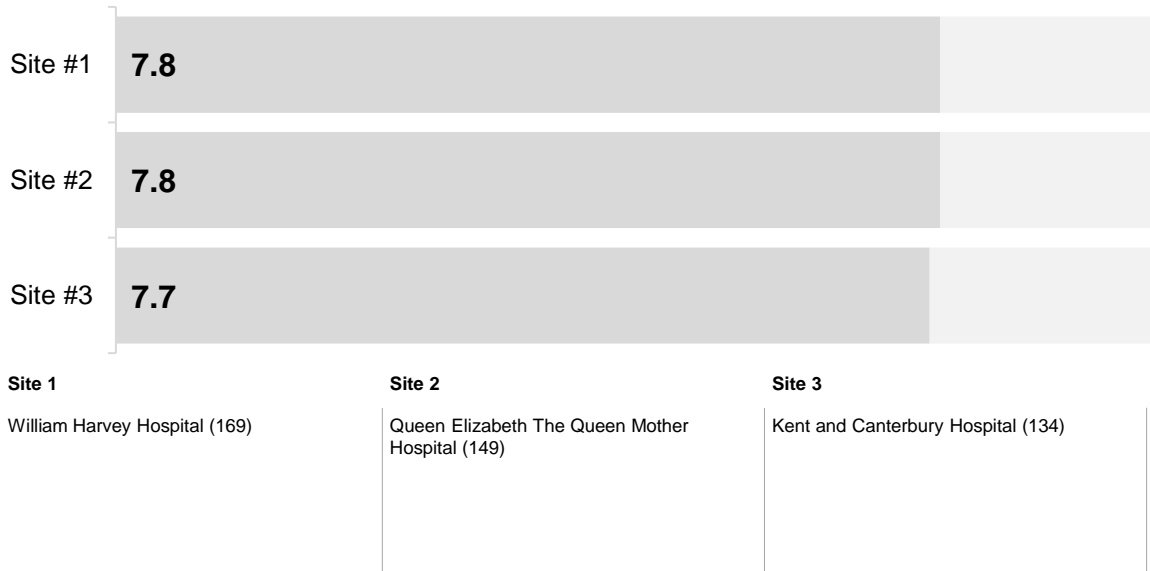 Site #1
7.8
Site #2
7.8
Site #3
7.7
Site 1
William Harvey Hospital (169)
Site 2
Queen Elizabeth The Queen Mother
Hospital (149)
Site 3
Kent and Canterbury Hospital (134)